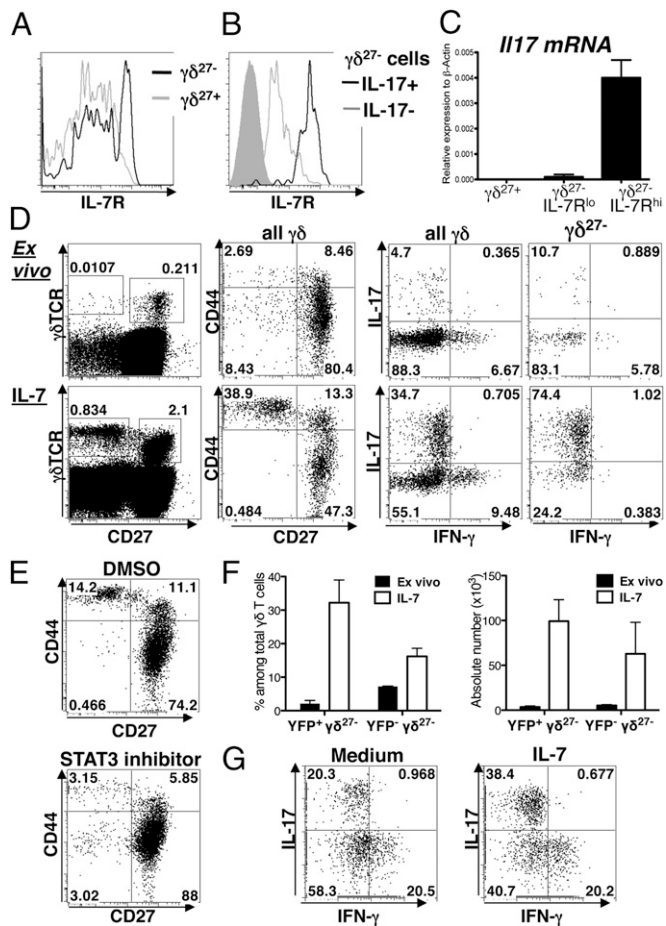 A
γδ27-
γδ27+
IL-7R
B
γδ27- cells
IL-17+
IL-17-
IL-7R
C
Il17 mRNA
Relative expression to β-Actin
0.005
0.004
0.003
0.002
0.001
0.000
γδ27+
γδ27- IL-7Rlo
γδ27- IL-7Rhi
D
Ex vivo
all γδ
all γδ
γδ27-
0.0107
0.211
γδTCR
2.69
8.46
CD44
8.43
80.4
4.7
0.365
IL-17
88.3
6.67
10.7
0.889
83.1
5.78
IL-7
0.834
2.1
γδTCR
CD27
38.9
13.3
CD44
0.484
47.3
CD27
34.7
0.705
IL-17
55.1
9.48
IFN-γ
74.4
1.02
24.2
0.383
IFN-γ
E
DMSO
14.2
11.1
CD44
0.466
74.2
CD27
STAT3 inhibitor
3.15
5.85
CD44
3.02
88
CD27
F
Ex vivo
IL-7
% among total γδ T cells
40
30
20
10
0
YFP+ γδ27-
YFP- γδ27-
Ex vivo
IL-7
Absolute number (x10³)
150
100
50
0
YFP+ γδ27-
YFP- γδ27-
G
Medium
20.3
0.968
IL-17
58.3
20.5
IFN-γ
IL-7
38.4
0.677
IL-17
40.7
20.2
IFN-γ